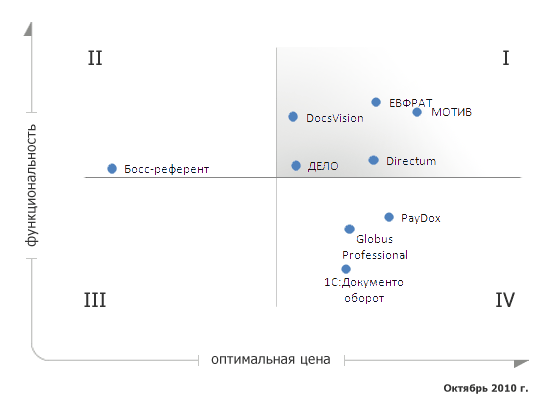 II
I
ЕВФРАТ
МОТИВ
DocsVision
функциональность
Directum
ДЕЛО
Босс-референт
PayDox
Globus
Professional
1С:Документо
оборот
III
IV
оптимальная цена
Октябрь 2010 г.